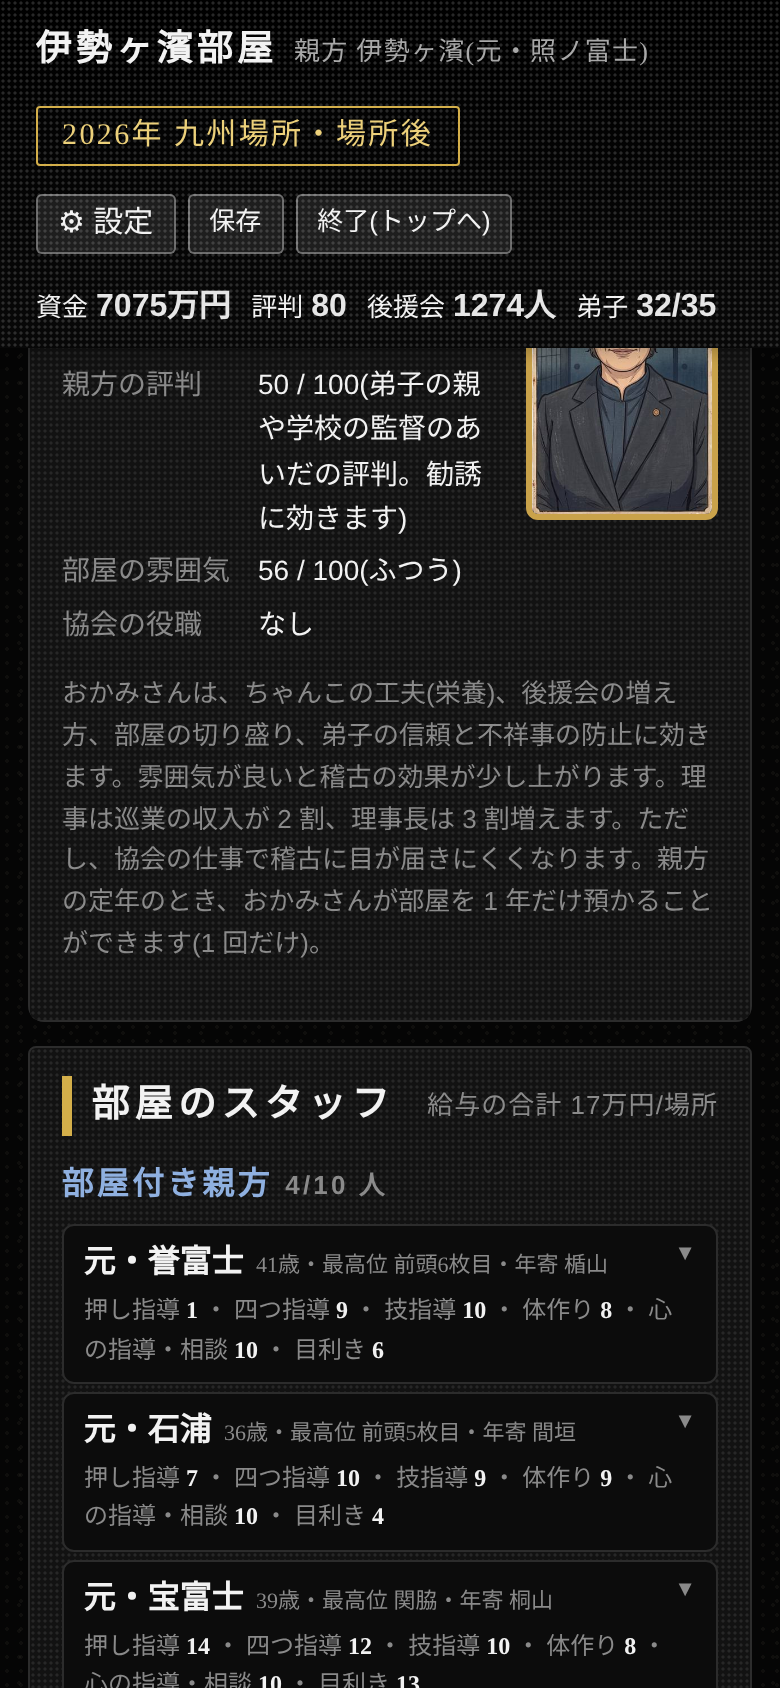 伊勢ヶ濱部屋 親方 伊勢ヶ濱(元・照ノ富士)
2026年 九州場所・場所後
⚙ 設定 保存 終了(トップへ)
資金 7075万円 評判 80 後援会 1274人 弟子 32/35
親方の評判 50 / 100(弟子の親
や学校の監督のあ
いだの評判。勧誘
に効きます)
部屋の雰囲気 56 / 100(ふつう)
協会の役職 なし
おかみさんは、ちゃんこの工夫(栄養)、後援会の増え
方、部屋の切り盛り、弟子の信頼と不祥事の防止に効き
ます。雰囲気が良いと稽古の効果が少し上がります。理
事は巡業の収入が 2 割、理事長は 3 割増えます。ただ
し、協会の仕事で稽古に目が届きにくくなります。親方
の定年のとき、おかみさんが部屋を 1 年だけ預かること
ができます(1 回だけ)。
部屋のスタッフ 給与の合計 17万円/場所
部屋付き親方 4/10 人
元・誉富士 41歳・最高位 前頭6枚目・年寄 楯山 ▼
押し指導 1 ・ 四つ指導 9 ・ 技指導 10 ・ 体作り 8 ・ 心
の指導・相談 10 ・ 目利き 6
元・石浦 36歳・最高位 前頭5枚目・年寄 間垣 ▼
押し指導 7 ・ 四つ指導 10 ・ 技指導 9 ・ 体作り 9 ・ 心
の指導・相談 10 ・ 目利き 4
元・宝富士 39歳・最高位 関脇・年寄 桐山 ▼
押し指導 14 ・ 四つ指導 12 ・ 技指導 10 ・ 体作り 8 ・
心の指導・相談 10 ・ 目利き 13